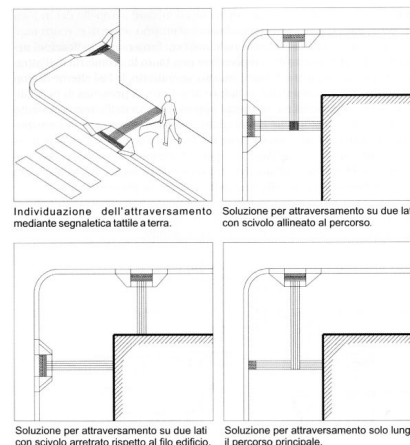 Individuazione dell'attraversamento
mediante segnaletica tattile a terra.
Soluzione per attraversamento su due lati
con scivolo allineato al percorso.
Soluzione per attraversamento su due lati
con scivolo arretrato rispetto al filo edificio.
Soluzione per attraversamento solo lung
il percorso principale.